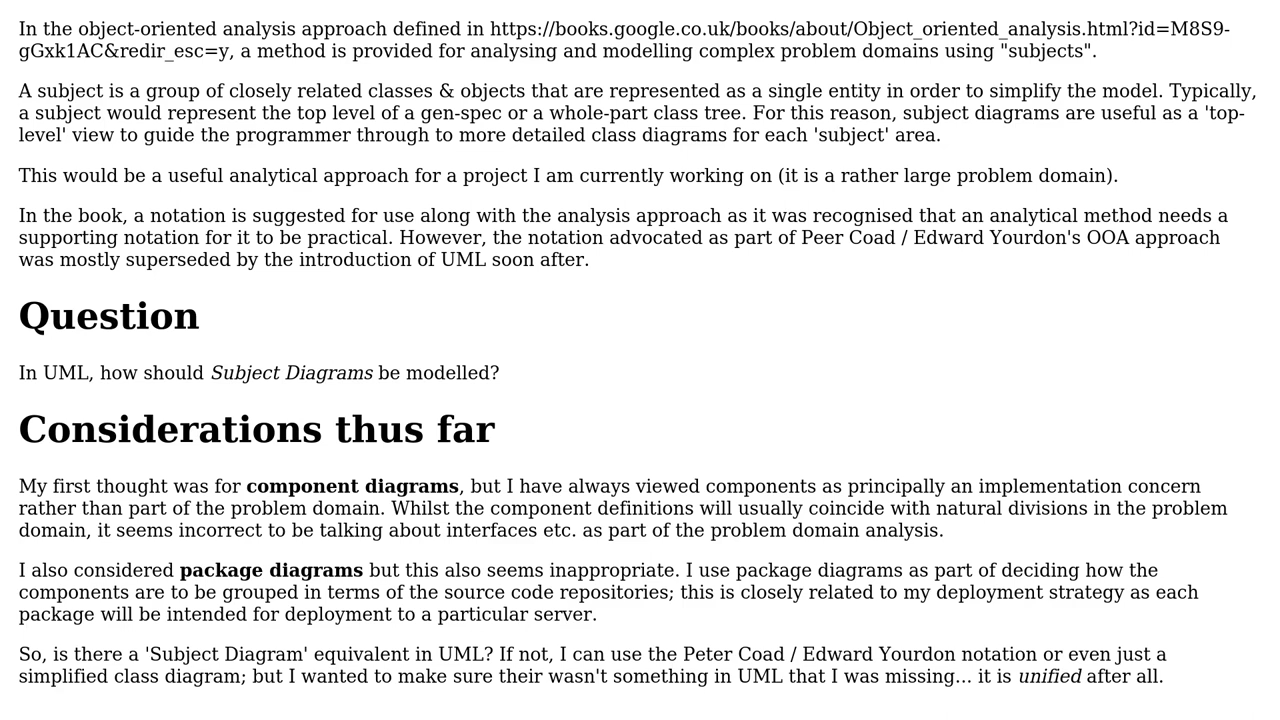 In the object-oriented analysis approach defined in https://books.google.co.uk/books/about/Object_oriented_analysis.html?id=M8S9-
gGxk1AC&redir_esc=y, a method is provided for analysing and modelling complex problem domains using "subjects".
A subject is a group of closely related classes & objects that are represented as a single entity in order to simplify the model. Typically,
a subject would represent the top level of a gen-spec or a whole-part class tree. For this reason, subject diagrams are useful as a 'top-
level' view to guide the programmer through to more detailed class diagrams for each 'subject' area.
This would be a useful analytical approach for a project I am currently working on (it is a rather large problem domain).
In the book, a notation is suggested for use along with the analysis approach as it was recognised that an analytical method needs a
supporting notation for it to be practical. However, the notation advocated as part of Peer Coad / Edward Yourdon's OOA approach
was mostly superseded by the introduction of UML soon after.
Question
In UML, how should Subject Diagrams be modelled?
Considerations thus far
My first thought was for component diagrams, but I have always viewed components as principally an implementation concern
rather than part of the problem domain. Whilst the component definitions will usually coincide with natural divisions in the problem
domain, it seems incorrect to be talking about interfaces etc. as part of the problem domain analysis.
I also considered package diagrams but this also seems inappropriate. I use package diagrams as part of deciding how the
components are to be grouped in terms of the source code repositories; this is closely related to my deployment strategy as each
package will be intended for deployment to a particular server.
So, is there a 'Subject Diagram' equivalent in UML? If not, I can use the Peter Coad / Edward Yourdon notation or even just a
simplified class diagram; but I wanted to make sure their wasn't something in UML that I was missing... it is unified after all.